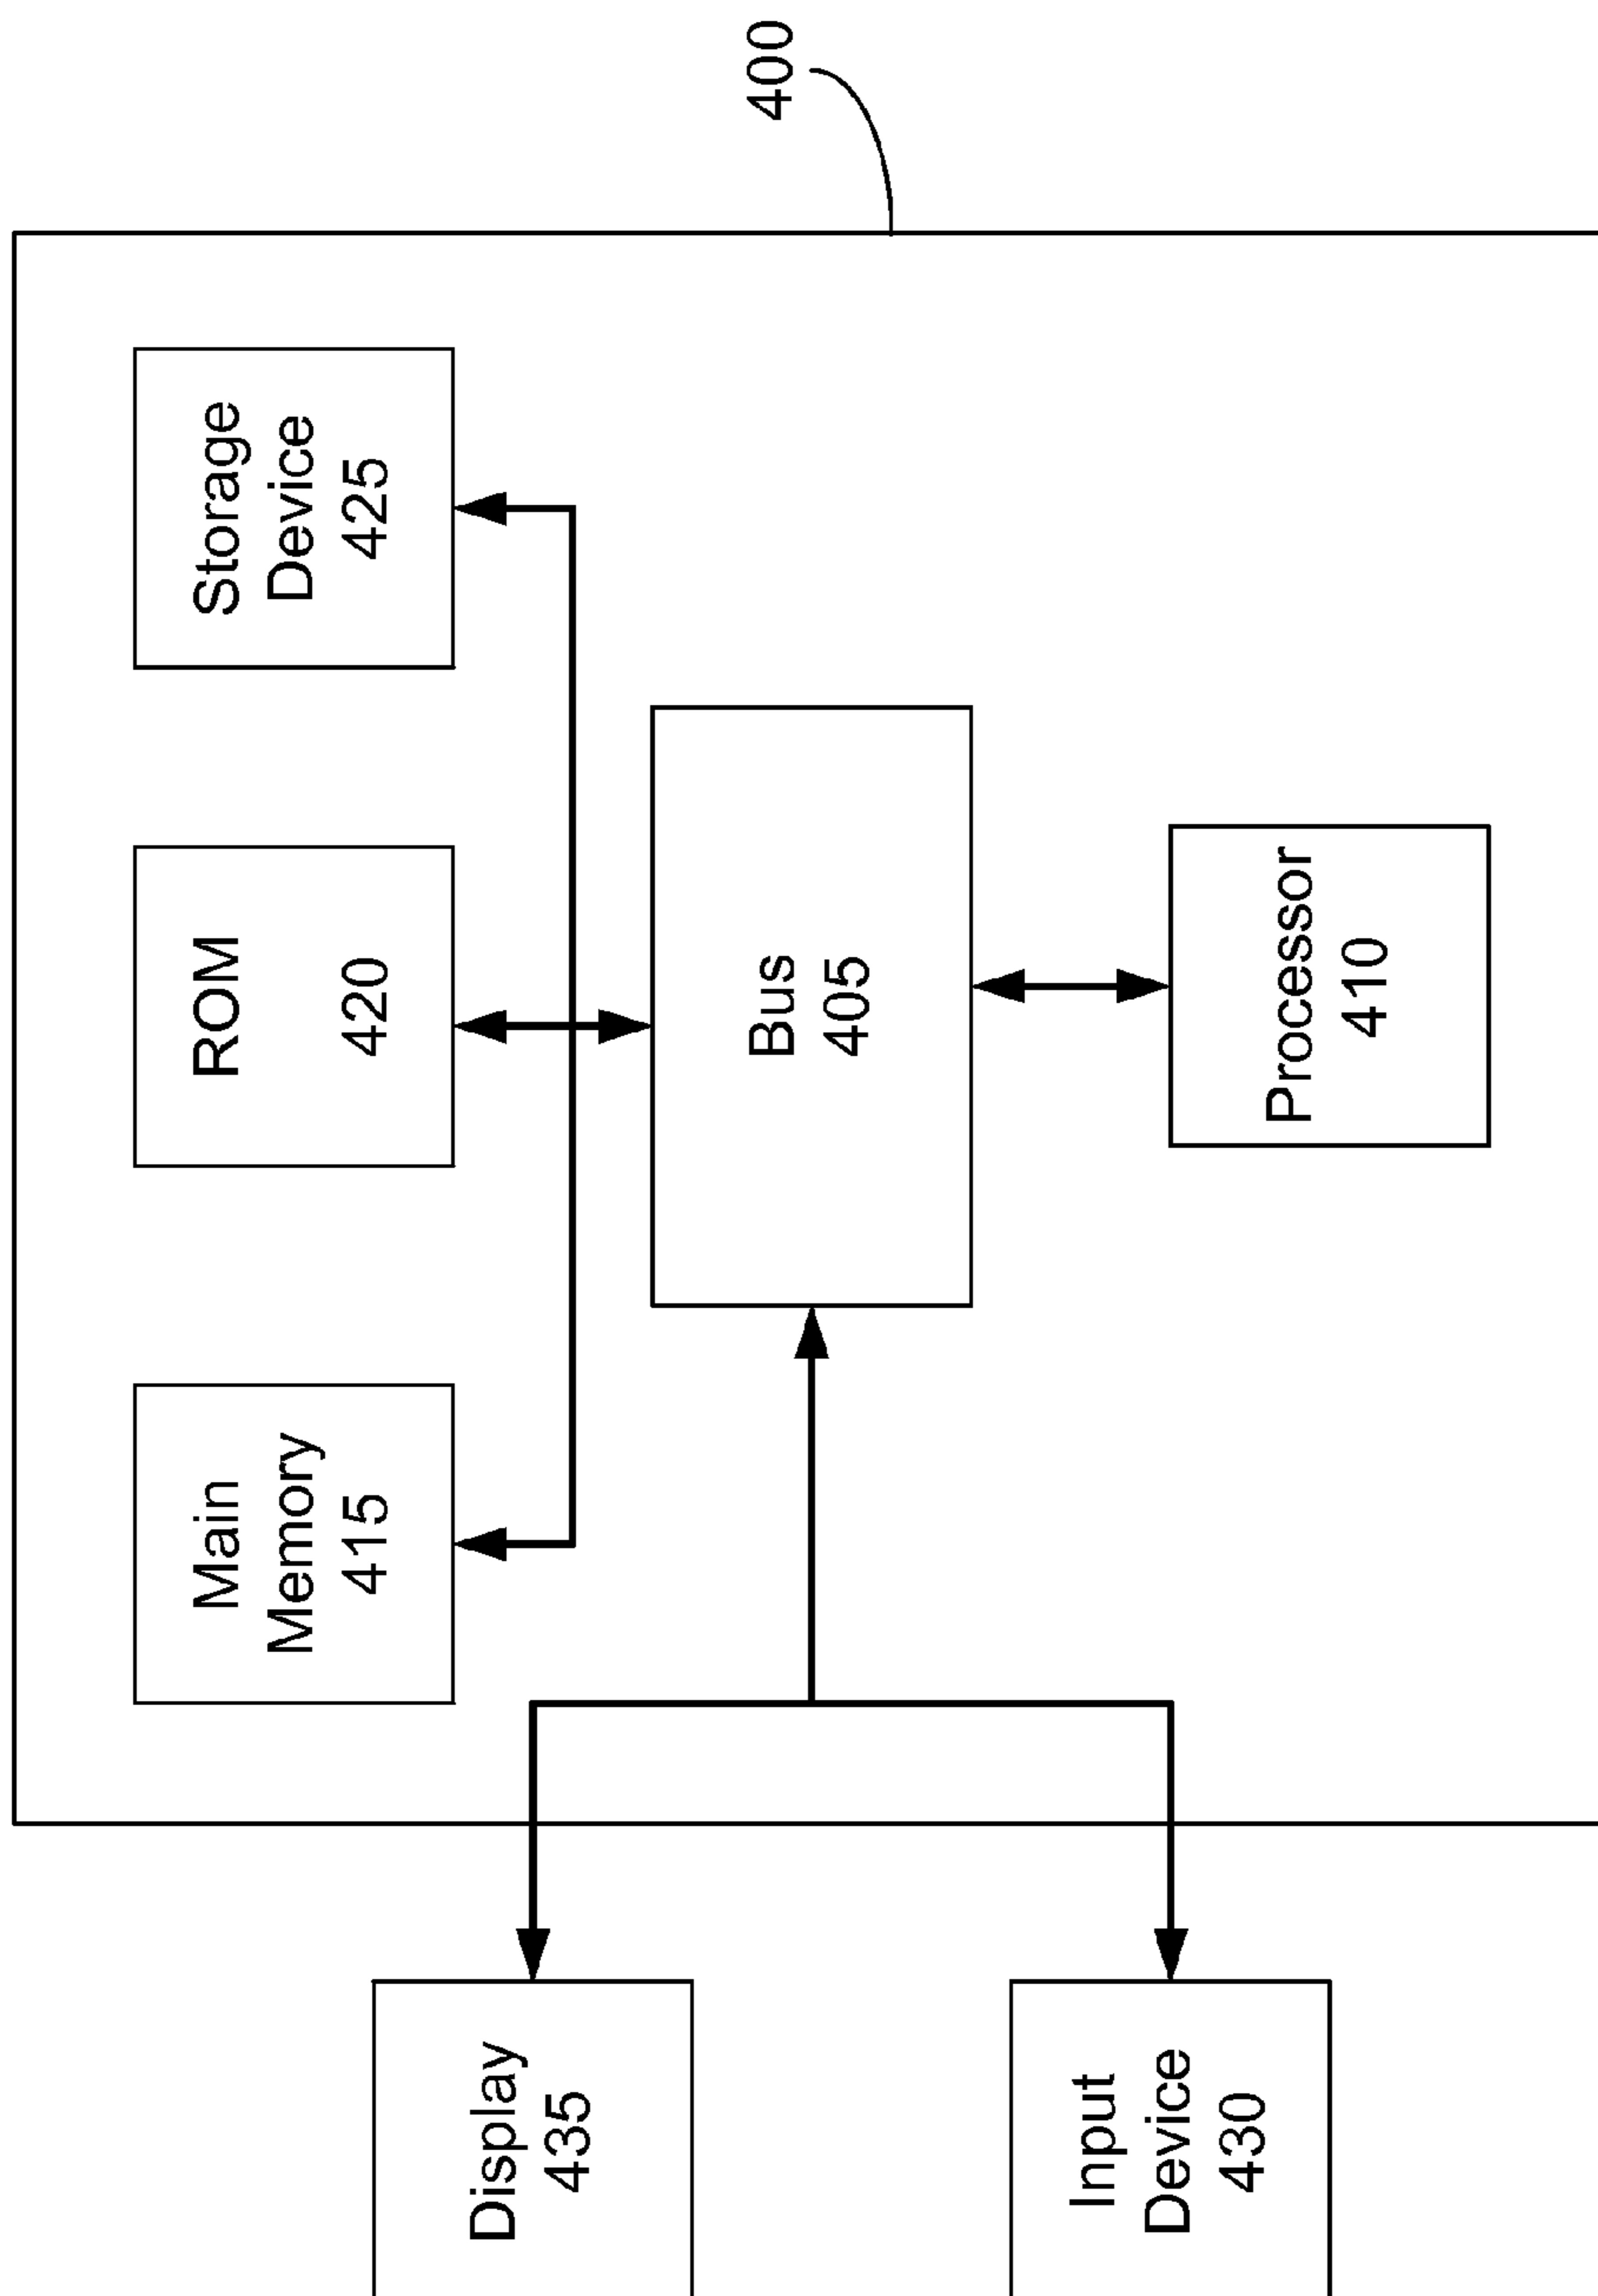 400
Main
Memory
415
ROM
420
Storage
Device
425
Display
435
Bus
405
Input
Device
430
Processor
410